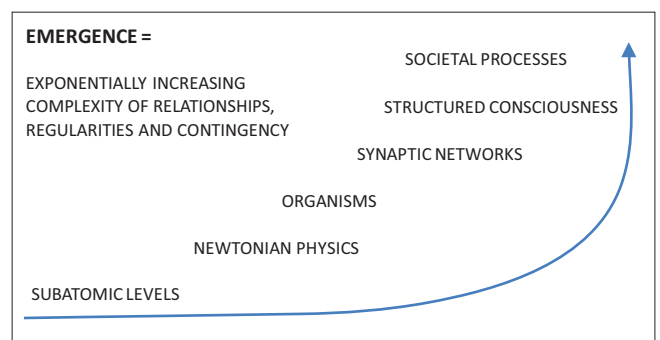 EMERGENCE =
EXPONENTIALLY INCREASING
COMPLEXITY OF RELATIONSHIPS,
REGULARITIES AND CONTINGENCY
SOCIETAL PROCESSES
STRUCTURED CONSCIOUSNESS
SYNAPTIC NETWORKS
ORGANISMS
NEWTONIAN PHYSICS
SUBATOMIC LEVELS